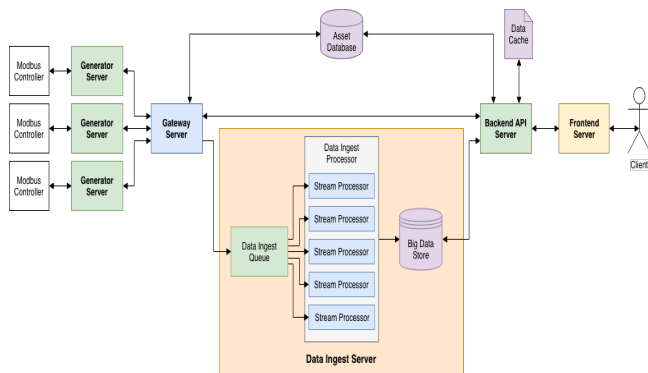 Asset
Database
Data
Cache
Modbus
Controller
Generator
Server
Modbus
Controller
Generator
Server
Modbus
Controller
Generator
Server
Gateway
Server
Backend API
Server
Frontend
Server
Client
Data Ingest
Processor
Stream Processor
Stream Processor
Stream Processor
Stream Processor
Stream Processor
Data Ingest
Queue
Big Data
Store
Data Ingest Server